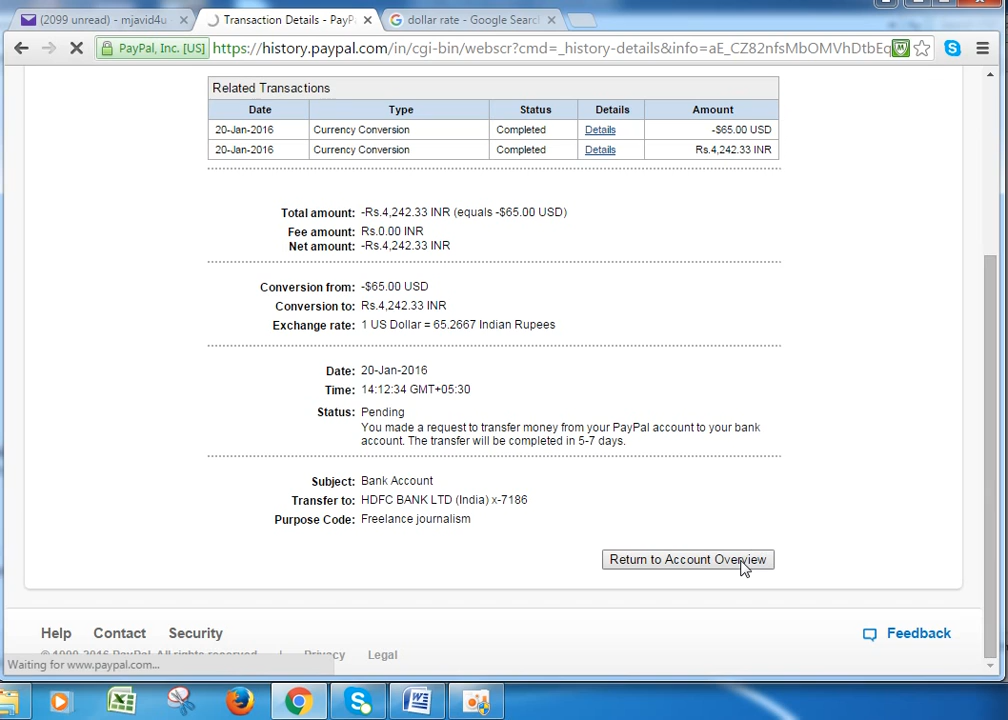 (2099 unread) - mjavid4u
Transaction Details - PayP
dollar rate - Google Search
PayPal, Inc. [US]
https://history.paypal.com/in/cgi-bin/webscr?cmd=_history-details&info=aE_CZ82nfsMbOMVhDtbEq
Related Transactions
Date Type Status Details Amount
20-Jan-2016 Currency Conversion Completed Details -$65.00 USD
20-Jan-2016 Currency Conversion Completed Details Rs.4,242.33 INR
Total amount: -Rs.4,242.33 INR (equals -$65.00 USD)
Fee amount: Rs.0.00 INR
Net amount: -Rs.4,242.33 INR
Conversion from: -$65.00 USD
Conversion to: Rs.4,242.33 INR
Exchange rate: 1 US Dollar = 65.2667 Indian Rupees
Date: 20-Jan-2016
Time: 14:12:34 GMT+05:30
Status: Pending
You made a request to transfer money from your PayPal account to your bank
account. The transfer will be completed in 5-7 days.
Subject: Bank Account
Transfer to: HDFC BANK LTD (India) x-7186
Purpose Code: Freelance journalism
Return to Account Overview
Help Contact Security
Feedback
© 1999-2016 PayPal. All rights reserved. | Privacy Legal
Waiting for www.paypal.com...